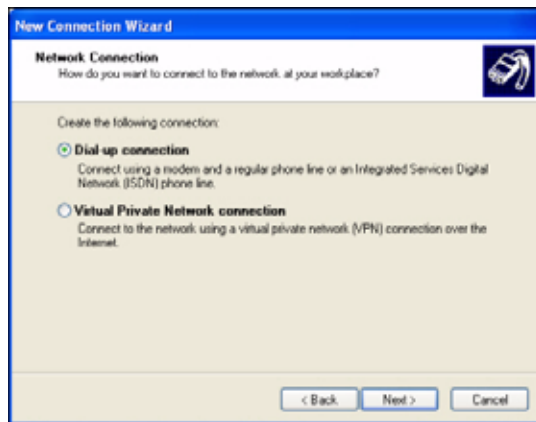 New Connection Wizard
Network Connection
How do you want to connect to the network at your workplace?
Create the following connection:
Dial-up connection
Connect using a modem and a regular phone line or an Integrated Services Digital
Network (ISDN) phone line.
Virtual Private Network connection
Connect to the network using a virtual private network (VPN) connection over the
Internet.
< Back Next > Cancel